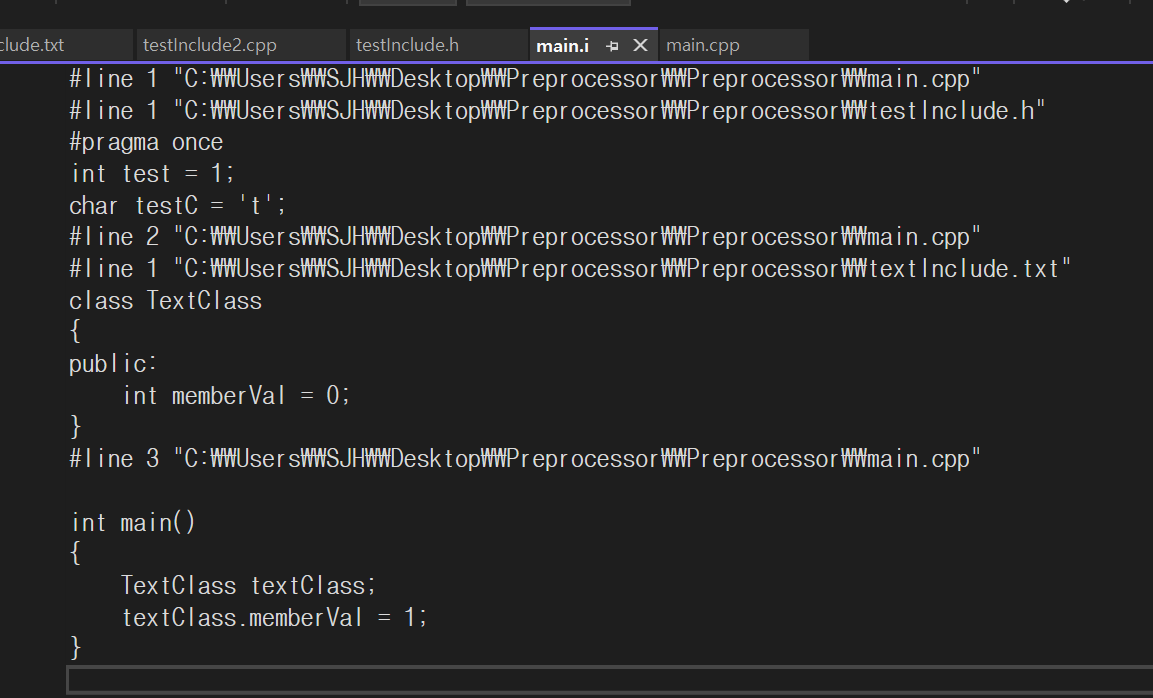 clude.txt testInclude2.cpp testInclude.h main.i main.cpp
#line 1 "C:₩₩Users₩₩SJH₩₩Desktop₩₩Preprocessor₩₩Preprocessor₩₩main.cpp"
#line 1 "C:₩₩Users₩₩SJH₩₩Desktop₩₩Preprocessor₩₩Preprocessor₩₩testInclude.h"
#pragma once
int test = 1;
char testC = 't';
#line 2 "C:₩₩Users₩₩SJH₩₩Desktop₩₩Preprocessor₩₩Preprocessor₩₩main.cpp"
#line 1 "C:₩₩Users₩₩SJH₩₩Desktop₩₩Preprocessor₩₩Preprocessor₩₩textInclude.txt"
class TextClass
{
public:
    int memberVal = 0;
}
#line 3 "C:₩₩Users₩₩SJH₩₩Desktop₩₩Preprocessor₩₩Preprocessor₩₩main.cpp"

int main()
{
    TextClass textClass;
    textClass.memberVal = 1;
}